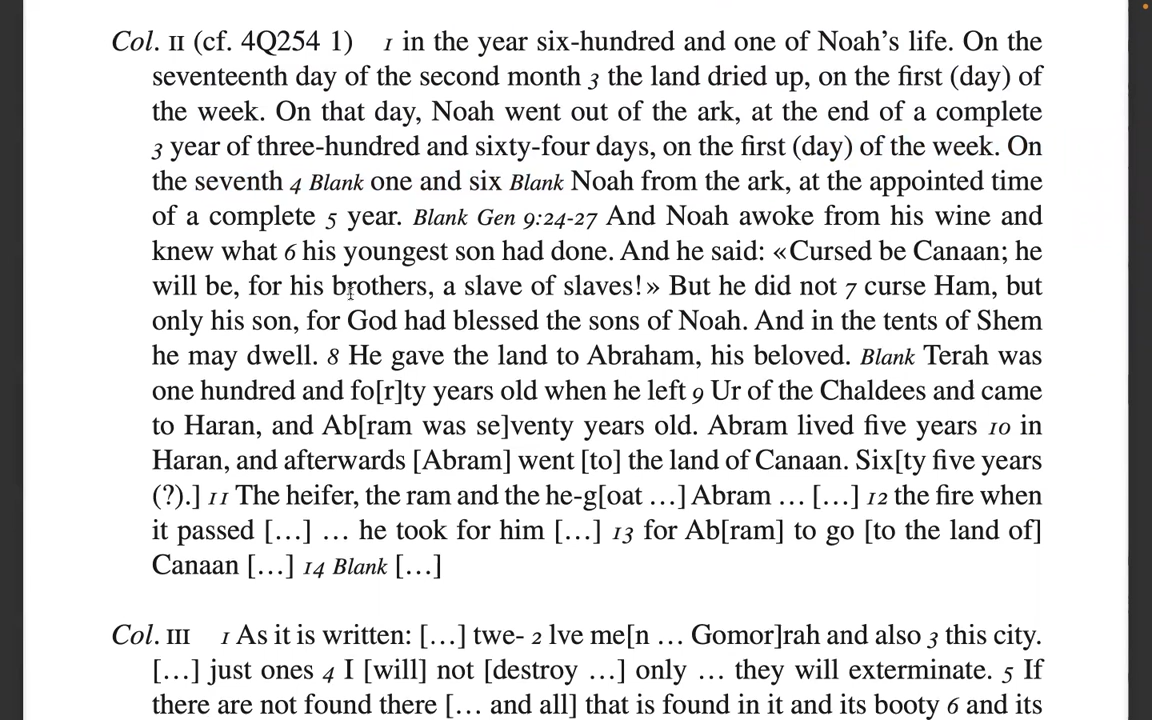 Col. II (cf. 4Q254 1) 1 in the year six-hundred and one of Noah’s life. On the
seventeenth day of the second month 3 the land dried up, on the first (day) of
the week. On that day, Noah went out of the ark, at the end of a complete
3 year of three-hundred and sixty-four days, on the first (day) of the week. On
the seventh 4 Blank one and six Blank Noah from the ark, at the appointed time
of a complete 5 year. Blank Gen 9:24-27 And Noah awoke from his wine and
knew what 6 his youngest son had done. And he said: «Cursed be Canaan; he
will be, for his brothers, a slave of slaves!» But he did not 7 curse Ham, but
only his son, for God had blessed the sons of Noah. And in the tents of Shem
he may dwell. 8 He gave the land to Abraham, his beloved. Blank Terah was
one hundred and fo[r]ty years old when he left 9 Ur of the Chaldees and came
to Haran, and Ab[ram was se]venty years old. Abram lived five years 10 in
Haran, and afterwards [Abram] went [to] the land of Canaan. Six[ty five years
(?).] 11 The heifer, the ram and the he-g[oat …] Abram … […] 12 the fire when
it passed […] … he took for him […] 13 for Ab[ram] to go [to the land of]
Canaan […] 14 Blank […]
Col. III 1 As it is written: […] twe- 2 lve me[n … Gomor]rah and also 3 this city.
[…] just ones 4 I [will] not [destroy …] only … they will exterminate. 5 If
there are not found there [… and all] that is found in it and its booty 6 and its